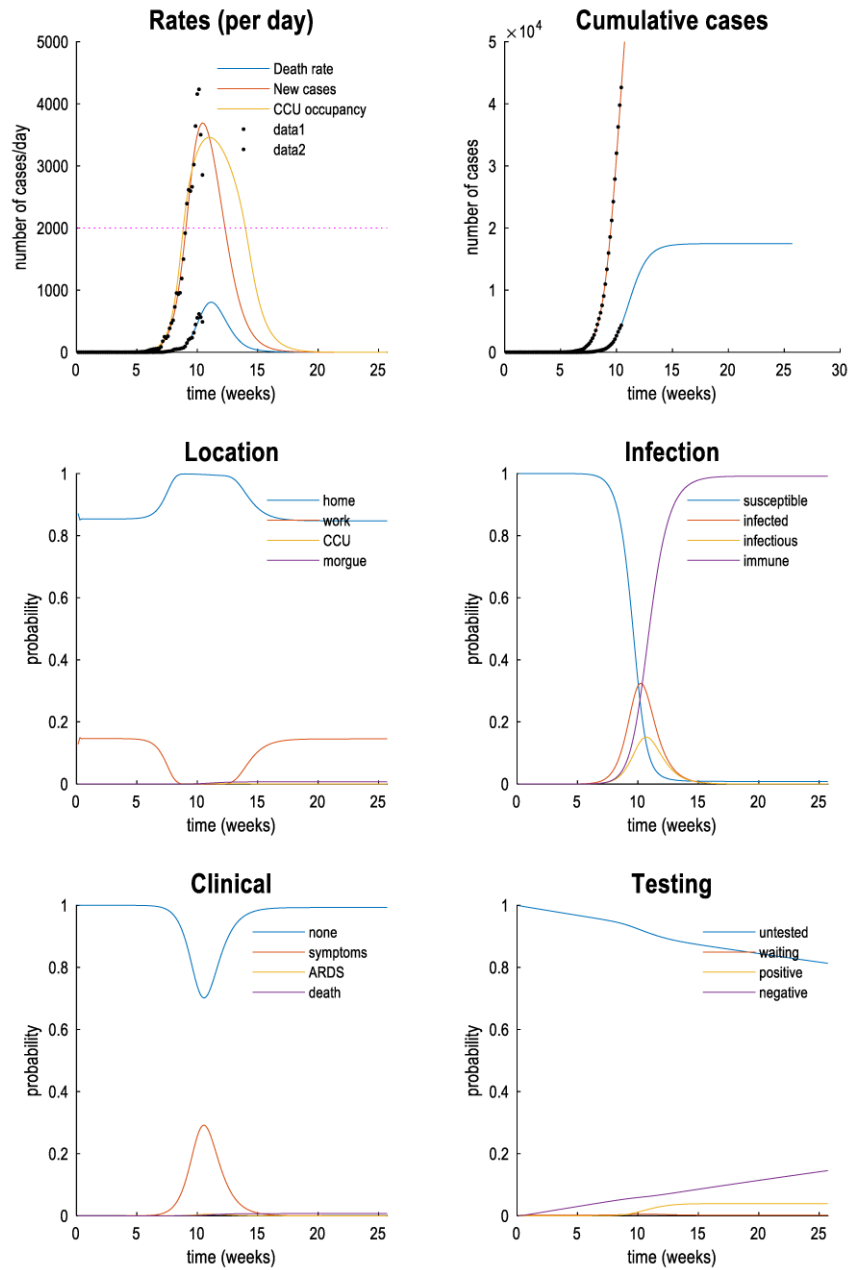 Rates (per day)
number of cases/day
5000
4000
3000
2000
1000
0
0
5
10
15
20
25
time (weeks)
Death rate
New cases
CCU occupancy
data1
data2
Cumulative cases
×10^4
number of cases
5
4
3
2
1
0
0
5
10
15
20
25
30
time (weeks)
Location
probability
1
0.8
0.6
0.4
0.2
0
0
5
10
15
20
25
time (weeks)
home
work
CCU
morgue
Infection
probability
1
0.8
0.6
0.4
0.2
0
0
5
10
15
20
25
time (weeks)
susceptible
infected
infectious
immune
Clinical
probability
1
0.8
0.6
0.4
0.2
0
0
5
10
15
20
25
time (weeks)
none
symptoms
ARDS
death
Testing
probability
1
0.8
0.6
0.4
0.2
0
0
5
10
15
20
25
time (weeks)
untested
waiting
positive
negative